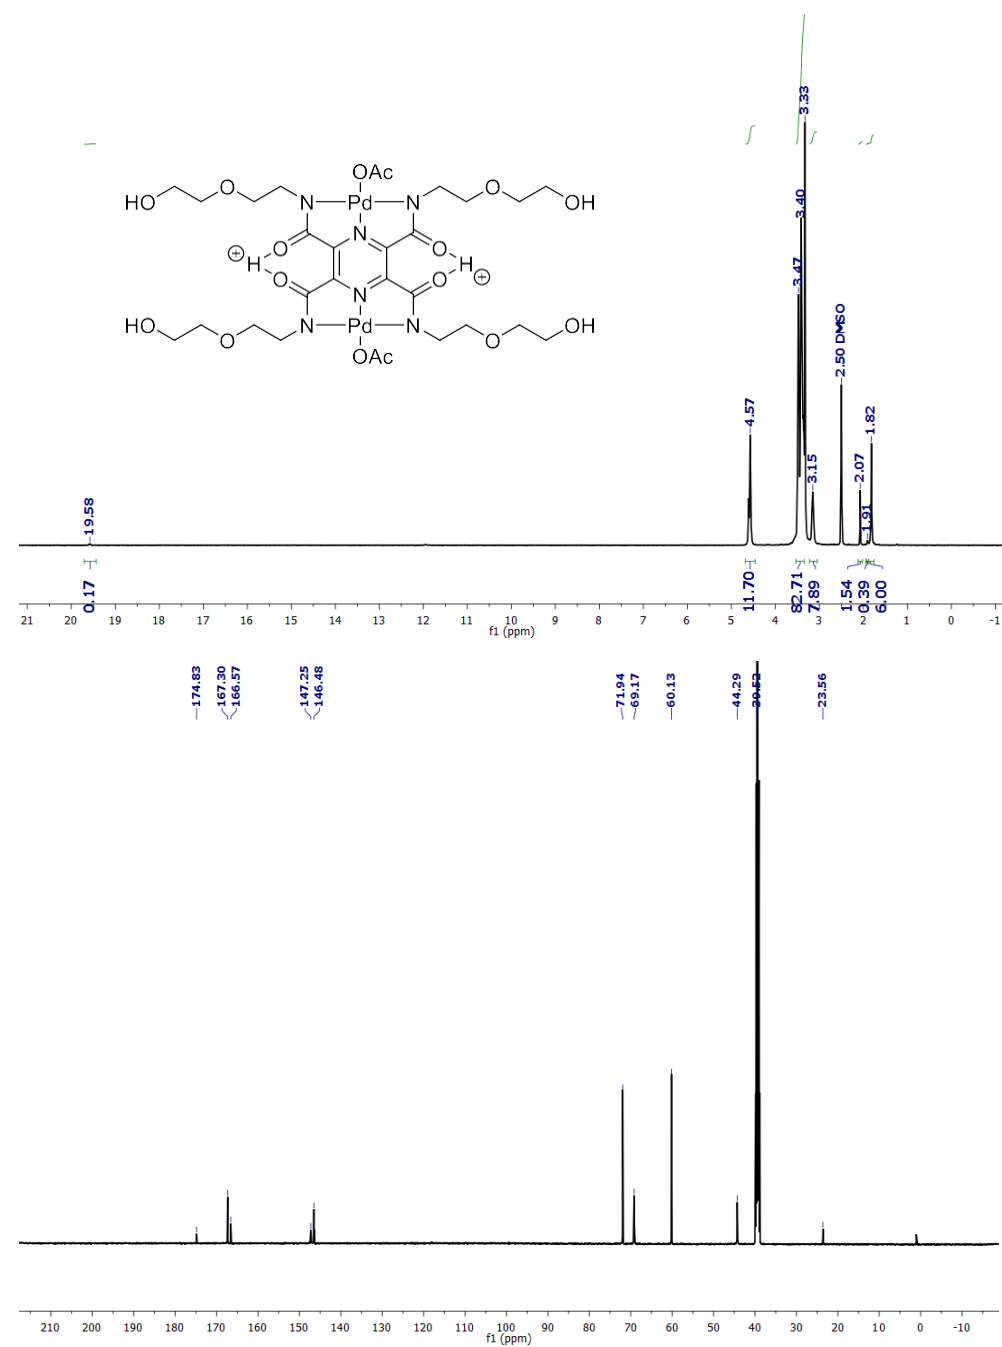 3.33
OAc
HO O N Pd N O OH
3.40
N
O O
⊕ H H ⊕
O O
3.47
N
2.50 DMSO
HO O N Pd N O OH
OAc
4.57
1.82
3.15
2.07
19.58
1.91
0.17
11.70
82.71
7.89
1.54
0.39
6.00
21 20 19 18 17 16 15 14 13 12 11 10 9 8 7 6 5 4 3 2 1 0 -1
f1 (ppm)
174.83
167.30
166.57
147.25
146.48
71.94
69.17
60.13
44.29
39.52
23.56
210 200 190 180 170 160 150 140 130 120 110 100 90 80 70 60 50 40 30 20 10 0 -10
f1 (ppm)